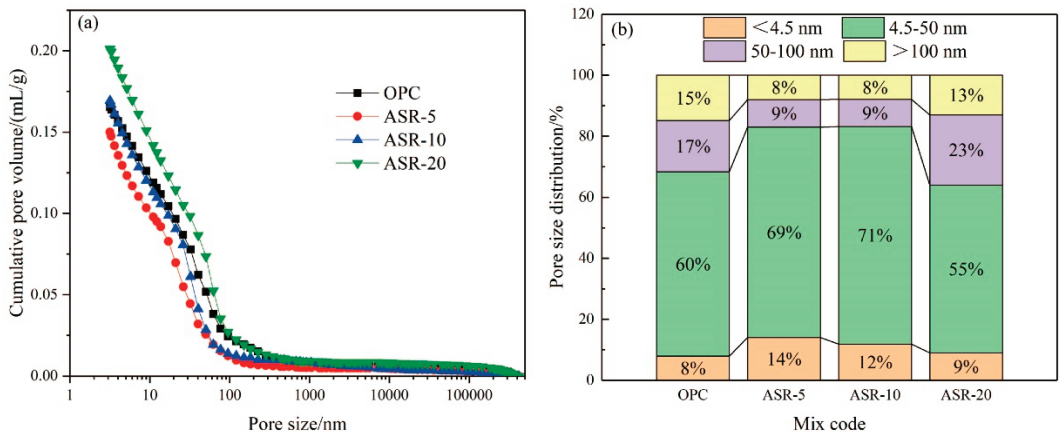 (a)
Cumulative pore volume/(mL/g)
0.20
0.15
0.10
0.05
0.00
OPC
ASR-5
ASR-10
ASR-20
1 10 100 1000 10000 100000
Pore size/nm
(b)
Pore size distribution/%
120
100
80
60
40
20
0
<4.5 nm 4.5-50 nm
50-100 nm >100 nm
15% 8% 8% 13%
17% 9% 9% 23%
60% 69% 71% 55%
8% 14% 12% 9%
OPC ASR-5 ASR-10 ASR-20
Mix code